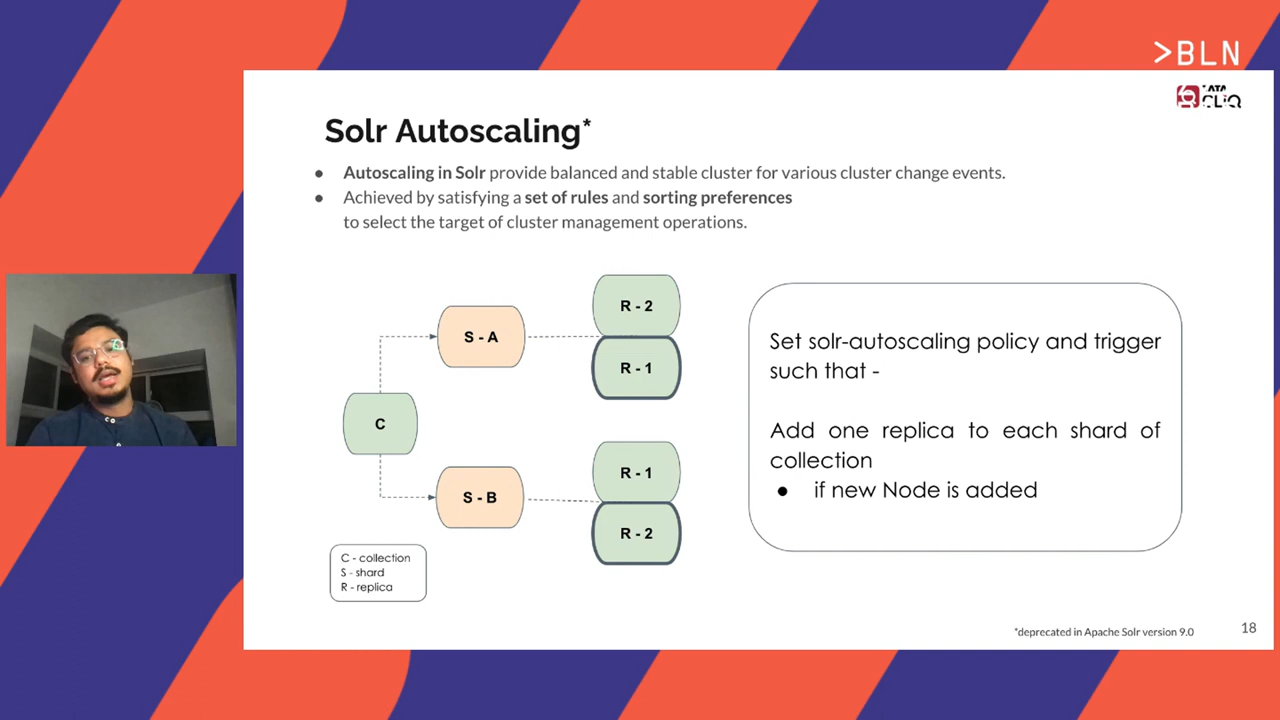 >BLN
TATA
CLiQ
Solr Autoscaling*
● Autoscaling in Solr provide balanced and stable cluster for various cluster change events.
● Achieved by satisfying a set of rules and sorting preferences
to select the target of cluster management operations.
R - 2
S - A
R - 1
C
R - 1
S - B
R - 2
C - collection
S - shard
R - replica
Set solr-autoscaling policy and trigger
such that -
Add one replica to each shard of
collection
● if new Node is added
*deprecated in Apache Solr version 9.0
18